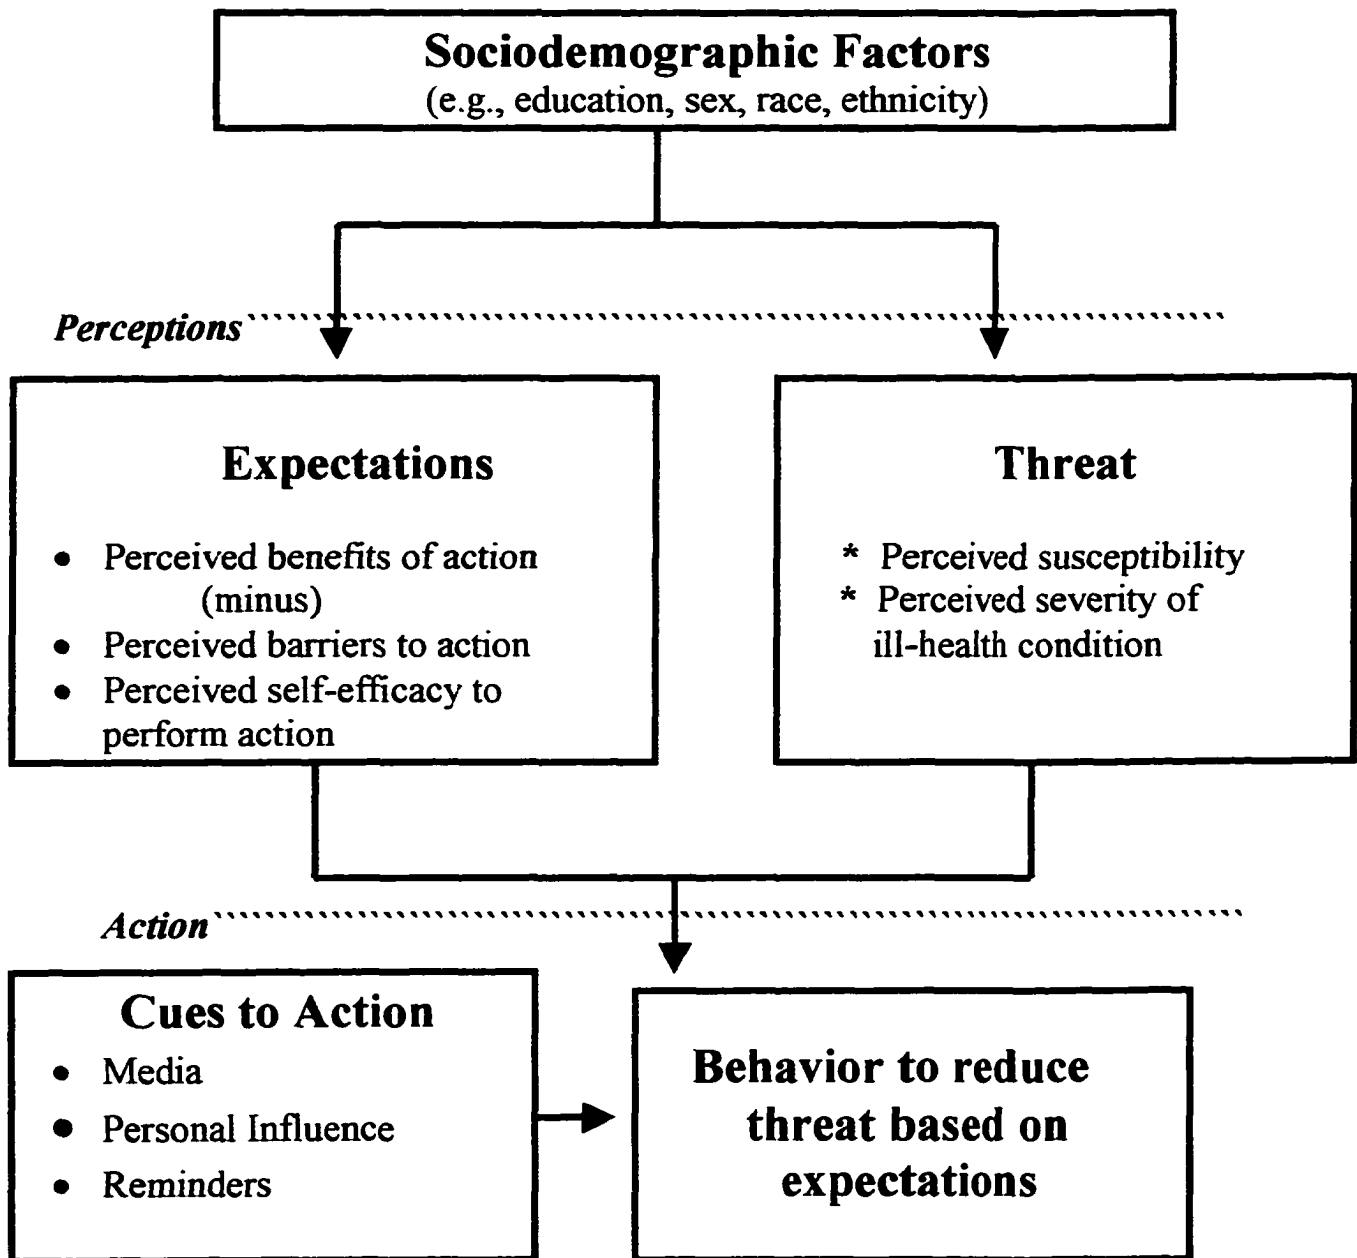 Sociodemographic Factors
(e.g., education, sex, race, ethnicity)
Perceptions
Expectations
• Perceived benefits of action
(minus)
• Perceived barriers to action
• Perceived self-efficacy to
perform action
Threat
* Perceived susceptibility
* Perceived severity of
ill-health condition
Action
Cues to Action
• Media
• Personal Influence
• Reminders
Behavior to reduce
threat based on
expectations